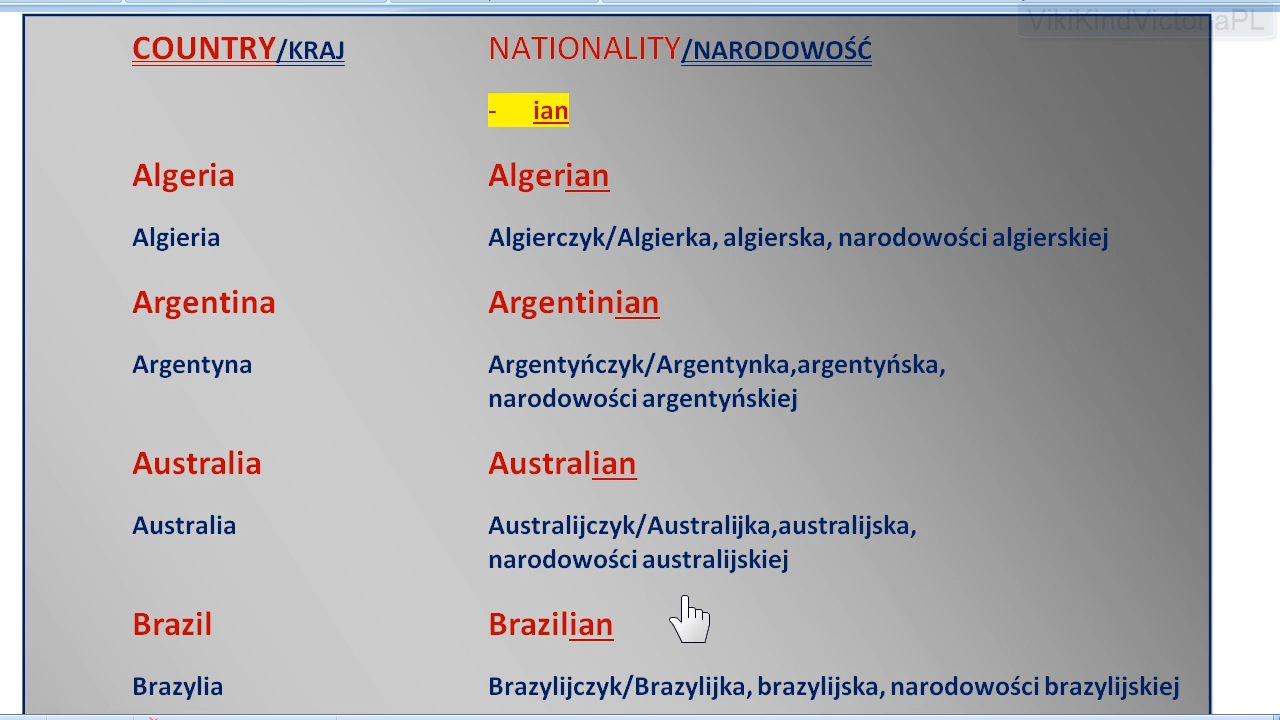 VikiKindVictoriaPL
COUNTRY/KRAJ NATIONALITY/NARODOWOŚĆ
- ian
Algeria Algerian
Algieria Algierczyk/Algierka, algierska, narodowości algierskiej
Argentina Argentinian
Argentyna Argentyńczyk/Argentynka,argentyńska,
narodowości argentyńskiej
Australia Australian
Australia Australijczyk/Australijka,australijska,
narodowości australijskiej
Brazil Brazilian
Brazylia Brazylijczyk/Brazylijka, brazylijska, narodowości brazylijskiej